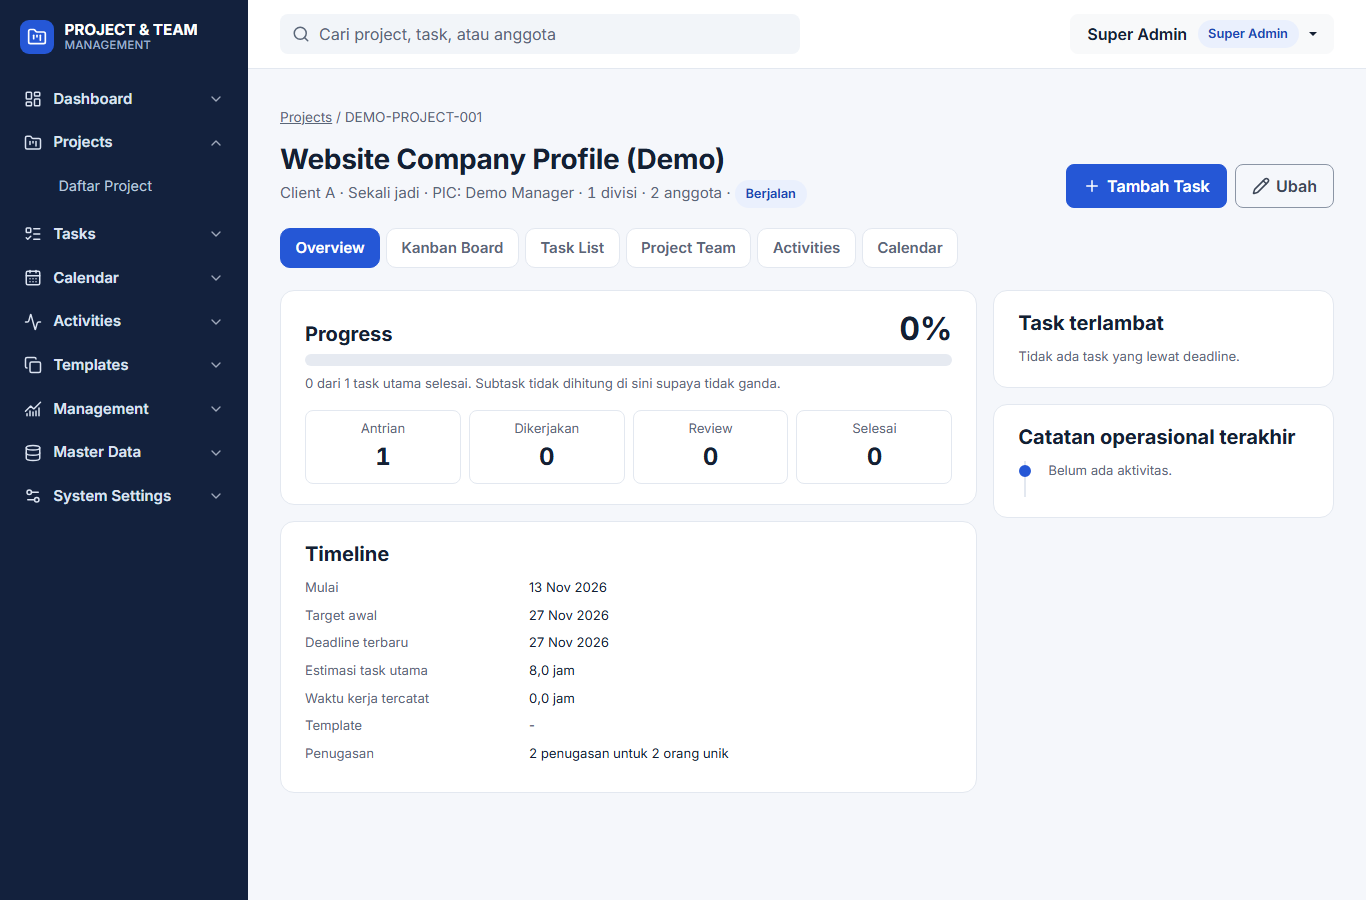 PROJECT & TEAM
MANAGEMENT
Cari project, task, atau anggota
Super Admin
Super Admin
Dashboard
Projects
Daftar Project
Tasks
Calendar
Activities
Templates
Management
Master Data
System Settings
Projects / DEMO-PROJECT-001
Website Company Profile (Demo)
Client A · Sekali jadi · PIC: Demo Manager · 1 divisi · 2 anggota · Berjalan
Tambah Task
Ubah
Overview
Kanban Board
Task List
Project Team
Activities
Calendar
Progress
0%
0 dari 1 task utama selesai. Subtask tidak dihitung di sini supaya tidak ganda.
Antrian
1
Dikerjakan
0
Review
0
Selesai
0
Timeline
Mulai 13 Nov 2026
Target awal 27 Nov 2026
Deadline terbaru 27 Nov 2026
Estimasi task utama 8,0 jam
Waktu kerja tercatat 0,0 jam
Template -
Penugasan 2 penugasan untuk 2 orang unik
Task terlambat
Tidak ada task yang lewat deadline.
Catatan operasional terakhir
Belum ada aktivitas.